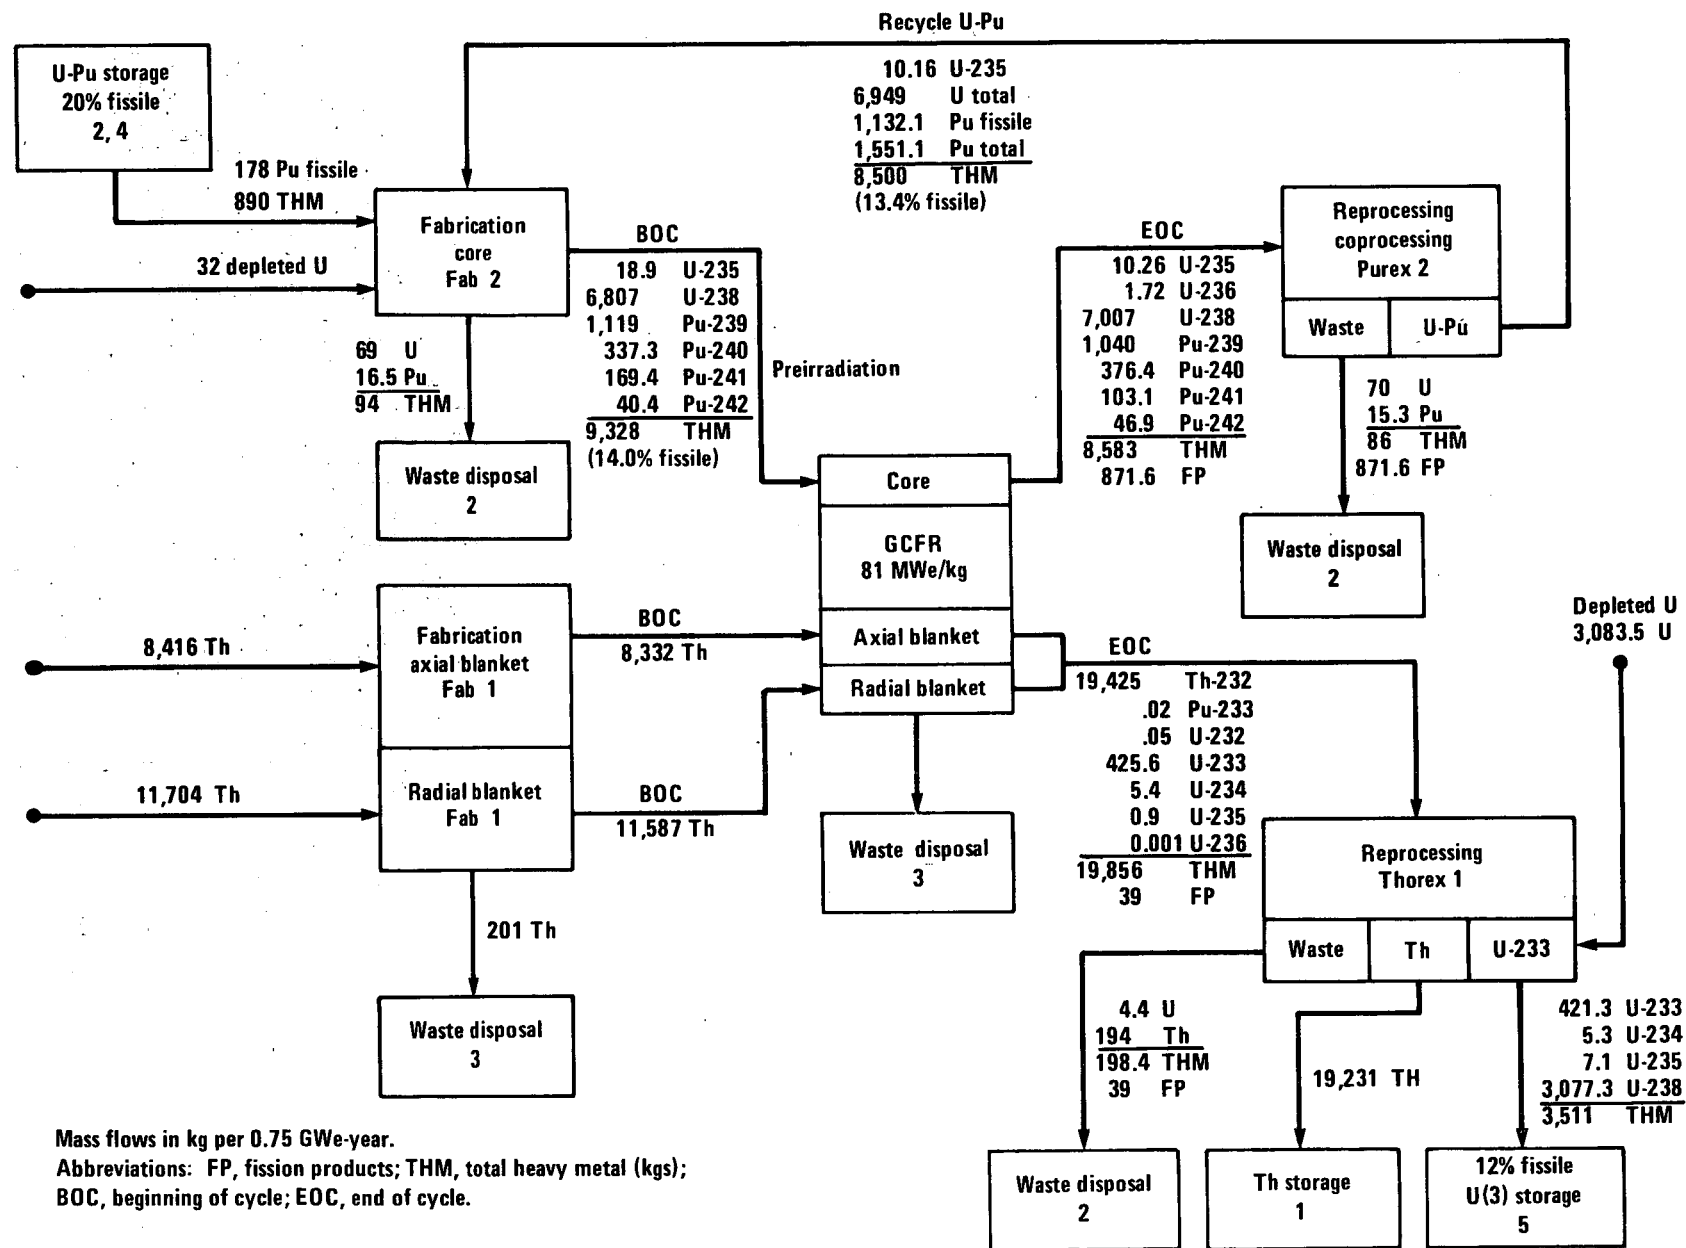 Recycle U-Pu
10.16 U-235
6,949 U total
1,132.1 Pu fissile
1,551.1 Pu total
8,500 THM
(13.4% fissile)
U-Pu storage
20% fissile
2, 4
178 Pu fissile
890 THM
32 depleted U
Fabrication
core
Fab 2
69 U
16.5 Pu
94 THM
Waste disposal
2
BOC
18.9 U-235
6,807 U-238
1,119 Pu-239
337.3 Pu-240
169.4 Pu-241
40.4 Pu-242
9,328 THM
(14.0% fissile)
Preirradiation
EOC
10.26 U-235
1.72 U-236
7,007 U-238
1,040 Pu-239
376.4 Pu-240
103.1 Pu-241
46.9 Pu-242
8,583 THM
871.6 FP
Reprocessing
coprocessing
Purex 2
Waste
U-Pu
70 U
15.3 Pu
86 THM
871.6 FP
Waste disposal
2
Core
GCFR
81 MWe/kg
Axial blanket
Radial blanket
8,416 Th
Fabrication
axial blanket
Fab 1
BOC
8,332 Th
11,704 Th
Radial blanket
Fab 1
BOC
11,587 Th
201 Th
Waste disposal
3
Waste disposal
3
EOC
19,425 Th-232
.02 Pu-233
.05 U-232
425.6 U-233
5.4 U-234
0.9 U-235
0.001 U-236
19,856 THM
39 FP
Depleted U
3,083.5 U
Reprocessing
Thorex 1
Waste
Th
U-233
4.4 U
194 Th
198.4 THM
39 FP
19,231 TH
421.3 U-233
5.3 U-234
7.1 U-235
3,077.3 U-238
3,511 THM
Waste disposal
2
Th storage
1
12% fissile
U(3) storage
5
Mass flows in kg per 0.75 GWe-year.
Abbreviations: FP, fission products; THM, total heavy metal (kgs);
BOC, beginning of cycle; EOC, end of cycle.